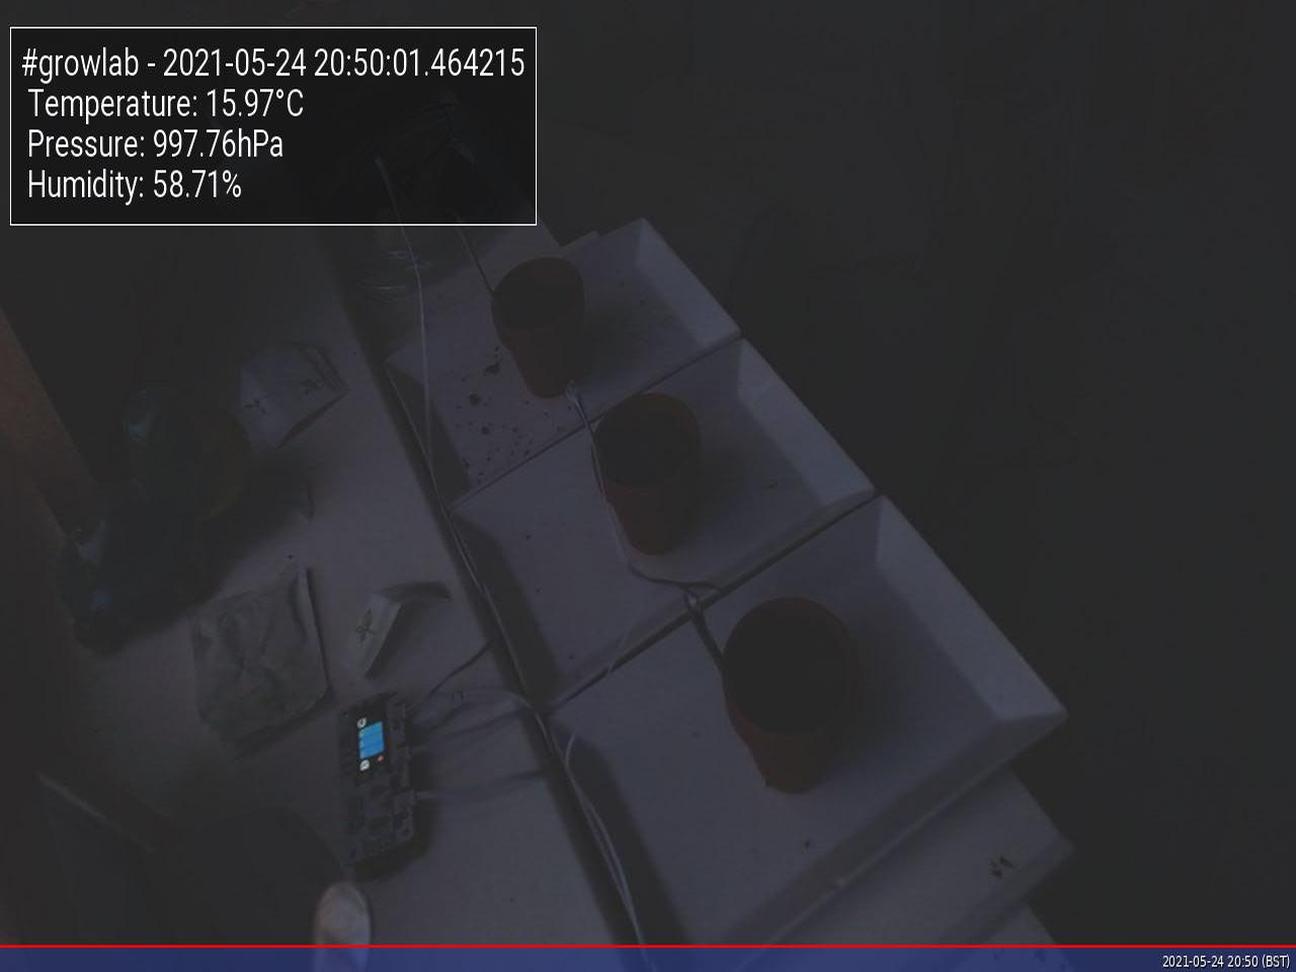 #growlab - 2021-05-24 20:50:01.464215
Temperature: 15.97°C
Pressure: 997.76hPa
Humidity: 58.71%
2021-05-24 20:50 (BST)